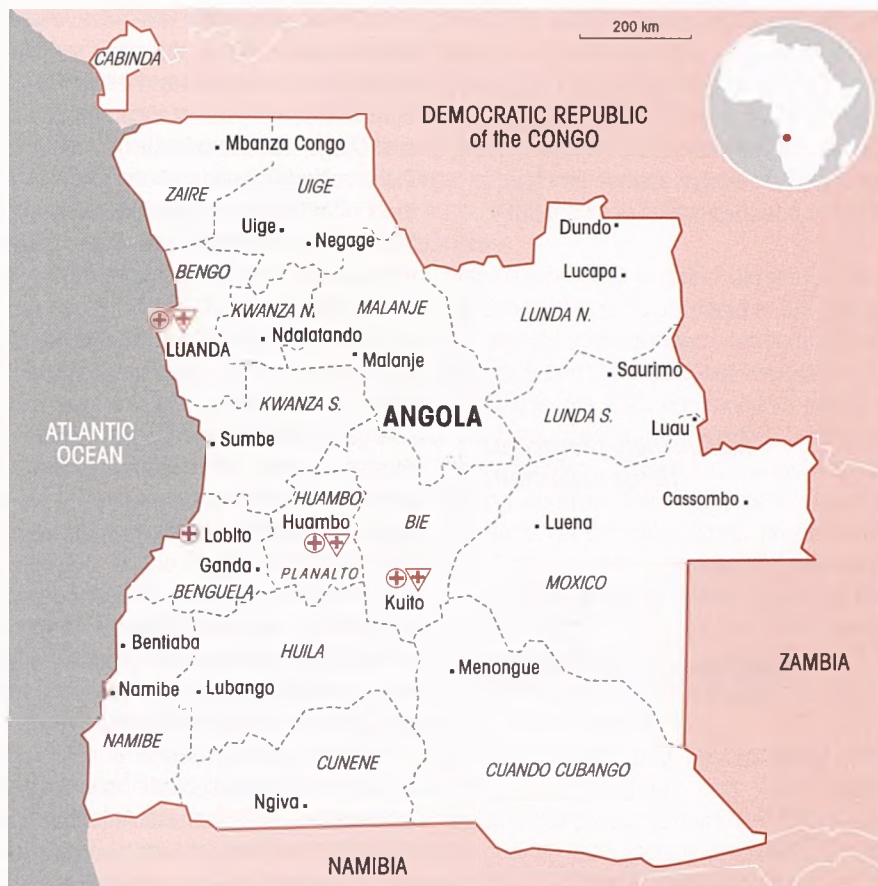 200 km
CABINDA
DEMOCRATIC REPUBLIC
of the CONGO
Mbanza Congo
ZAIRE
UIGE
Uige
Negage
Dundo
Lucapa
BENGO
KWANZA N.
MALANJE
LUNDA N.
LUANDA
Ndalatando
Malanje
Saurimo
KWANZA S.
ANGOLA
LUNDA S.
Luau
ATLANTIC
OCEAN
Sumbe
HUAMBO
Huambo
BIE
Cassombo
Luena
Lobito
Ganda
PLANALTO
BENGUELA
Kuito
MOXICO
Bentiaba
HUILA
Menongue
ZAMBIA
Namibe
Lubango
NAMIBE
CUNENE
CUANDO CUBANGO
Ngiva
NAMIBIA